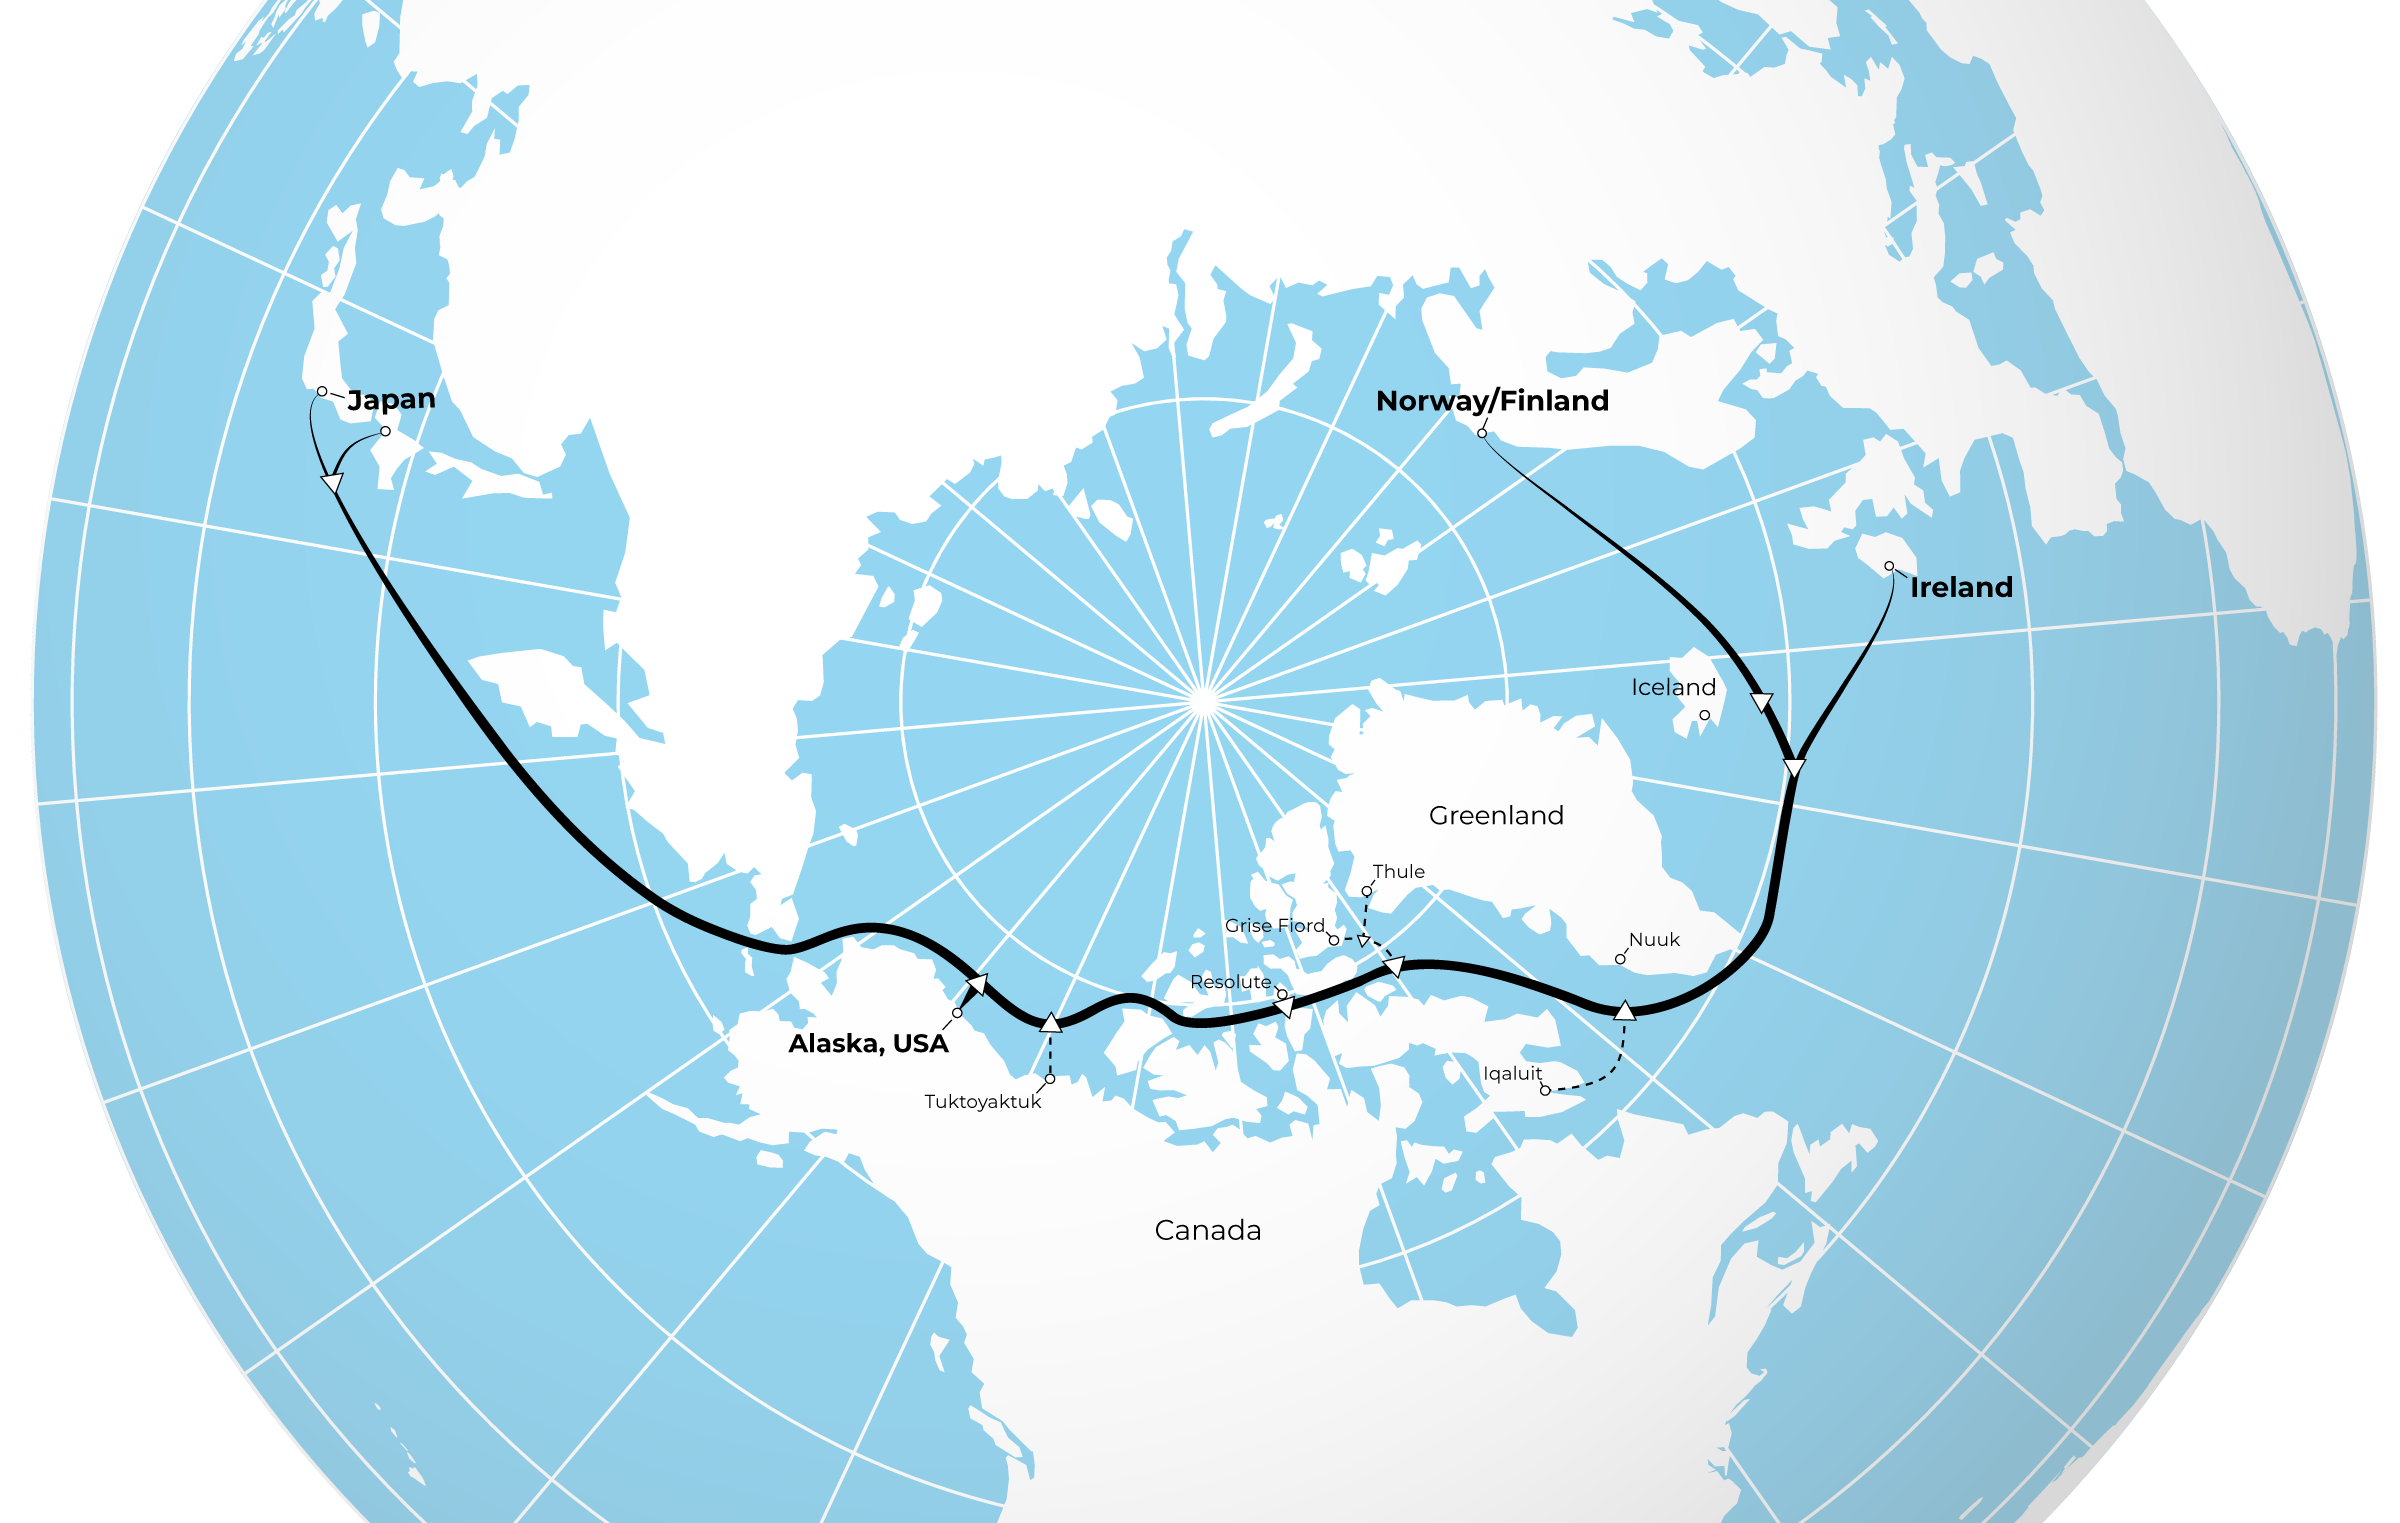 Japan
Norway/Finland
Ireland
Iceland
Greenland
Thule
Grise Fiord
Nuuk
Resolute
Alaska, USA
Iqaluit
Tuktoyaktuk
Canada